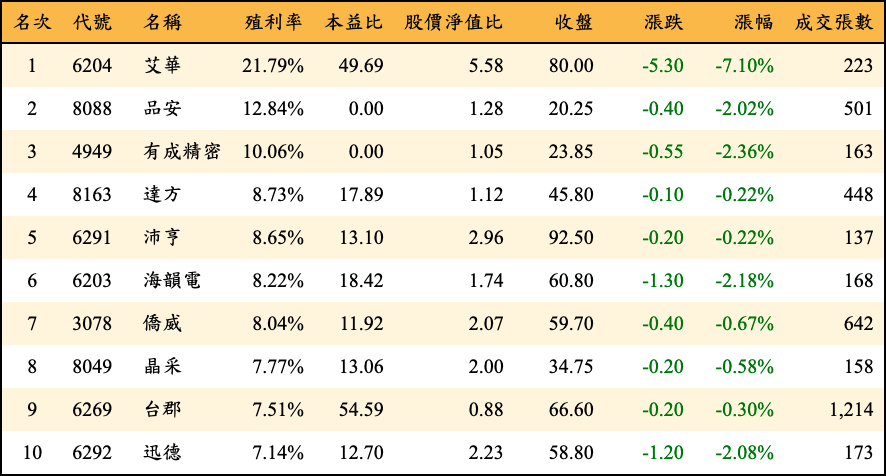 名次 代號 名稱 殖利率 本益比 股價淨值比 收盤 漲跌 漲幅 成交張數
1 6204 艾華 21.79% 49.69 5.58 80.00 -5.30 -7.10% 223
2 8088 品安 12.84% 0.00 1.28 20.25 -0.40 -2.02% 501
3 4949 有成精密 10.06% 0.00 1.05 23.85 -0.55 -2.36% 163
4 8163 達方 8.73% 17.89 1.12 45.80 -0.10 -0.22% 448
5 6291 沛亨 8.65% 13.10 2.96 92.50 -0.20 -0.22% 137
6 6203 海韻電 8.22% 18.42 1.74 60.80 -1.30 -2.18% 168
7 3078 僑威 8.04% 11.92 2.07 59.70 -0.40 -0.67% 642
8 8049 晶采 7.77% 13.06 2.00 34.75 -0.20 -0.58% 158
9 6269 台郡 7.51% 54.59 0.88 66.60 -0.20 -0.30% 1,214
10 6292 迅德 7.14% 12.70 2.23 58.80 -1.20 -2.08% 173